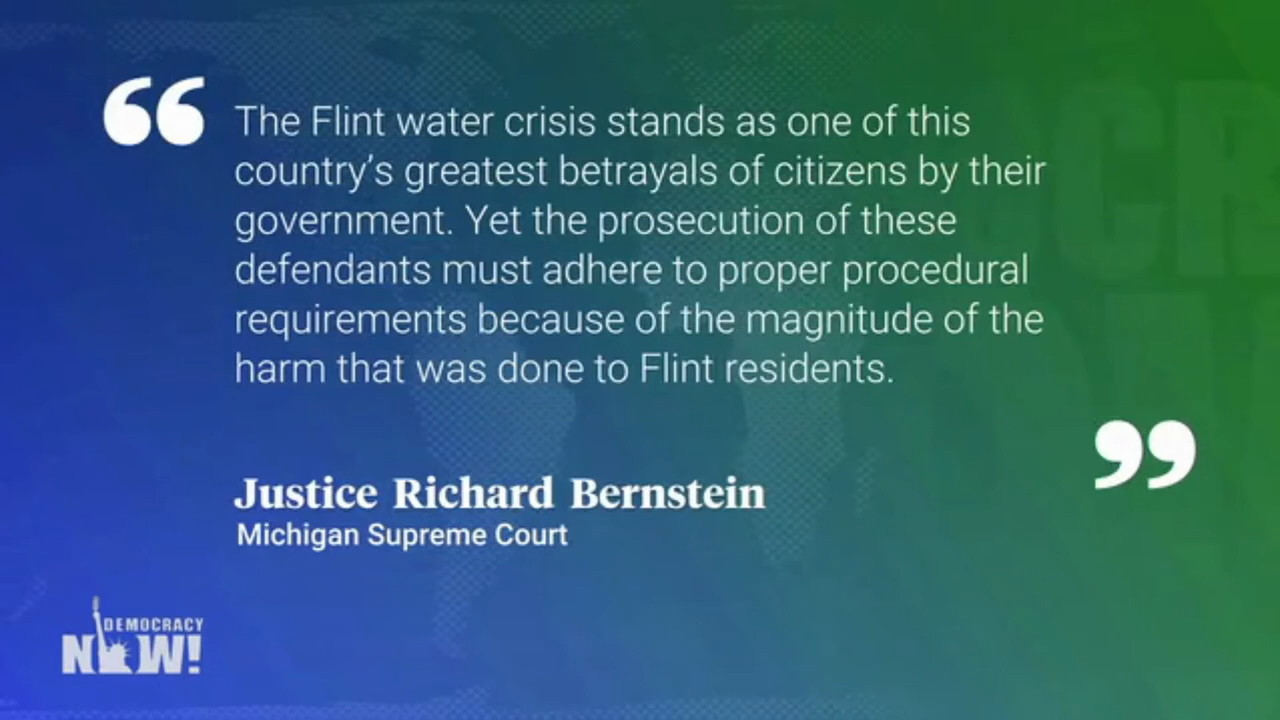 “The Flint water crisis stands as one of this
country’s greatest betrayals of citizens by their
government. Yet the prosecution of these
defendants must adhere to proper procedural
requirements because of the magnitude of the
harm that was done to Flint residents.
”
Justice Richard Bernstein
Michigan Supreme Court
DEMOCRACY
NOW!